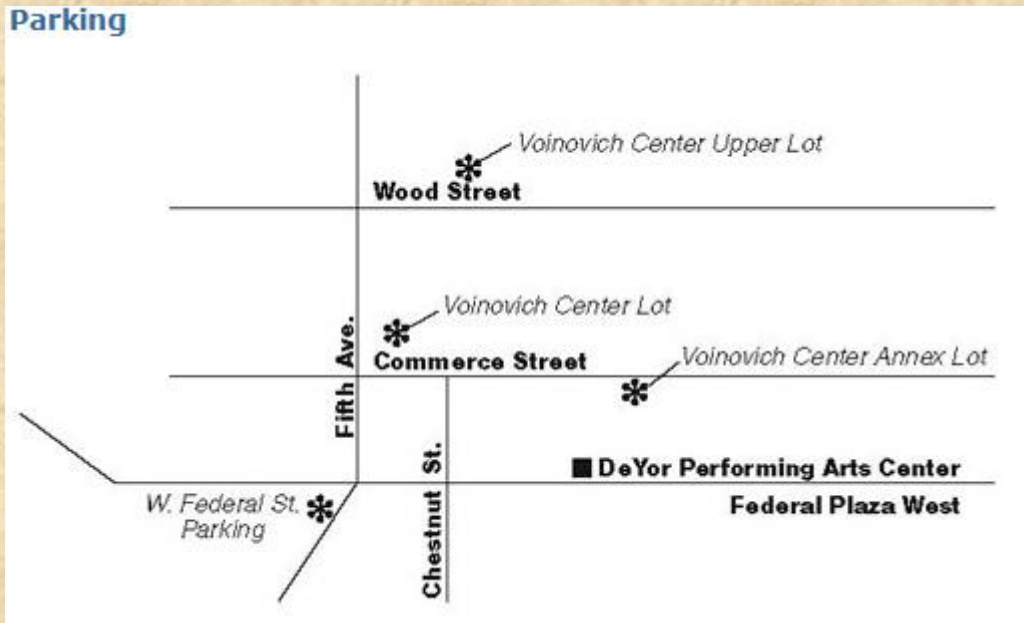 Parking
Voinovich Center Upper Lot
Wood Street
Voinovich Center Lot
Fifth Ave.
Commerce Street
Voinovich Center Annex Lot
Chestnut St.
DeYor Performing Arts Center
W. Federal St.
Parking
Federal Plaza West